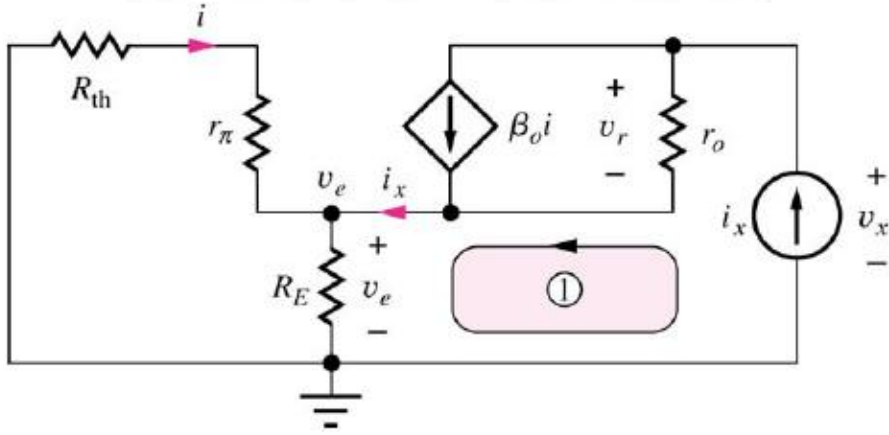 i
R_th
r_π
β_o i
+
v_r
−
r_o
v_e
i_x
i_x
+
v_x
−
R_E
+
v_e
−
①